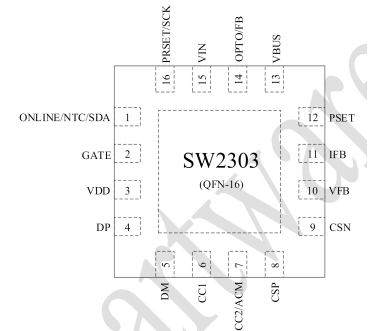 PRSET/SCK
VIN
OPTO/FB
VBUS
16
15
14
13
ONLINE/NTC/SDA
1
12
PSET
GATE
2
SW2303
11
IFB
(QFN-16)
VDD
3
10
VFB
DP
4
9
CSN
5
6
7
8
DM
CC1
CC2/ACM
CSP